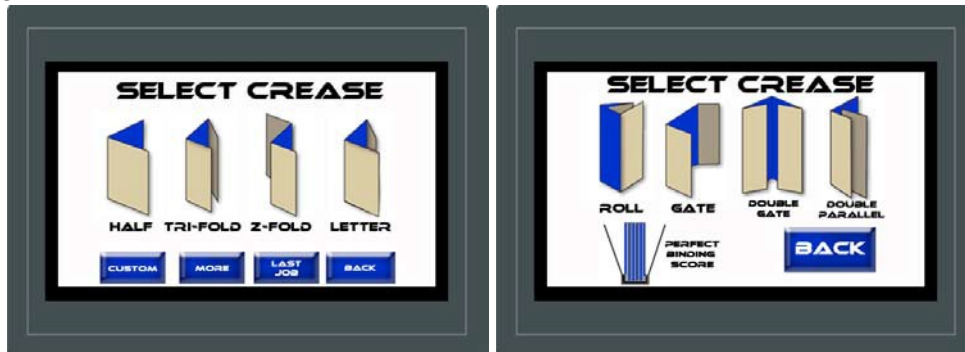 SELECT CREASE
HALF TRI-FOLD Z-FOLD LETTER
CUSTOM MORE LAST JOB BACK
SELECT CREASE
ROLL GATE DOUBLE GATE DOUBLE PARALLEL
PERFECT
BINDING
SCORE
BACK